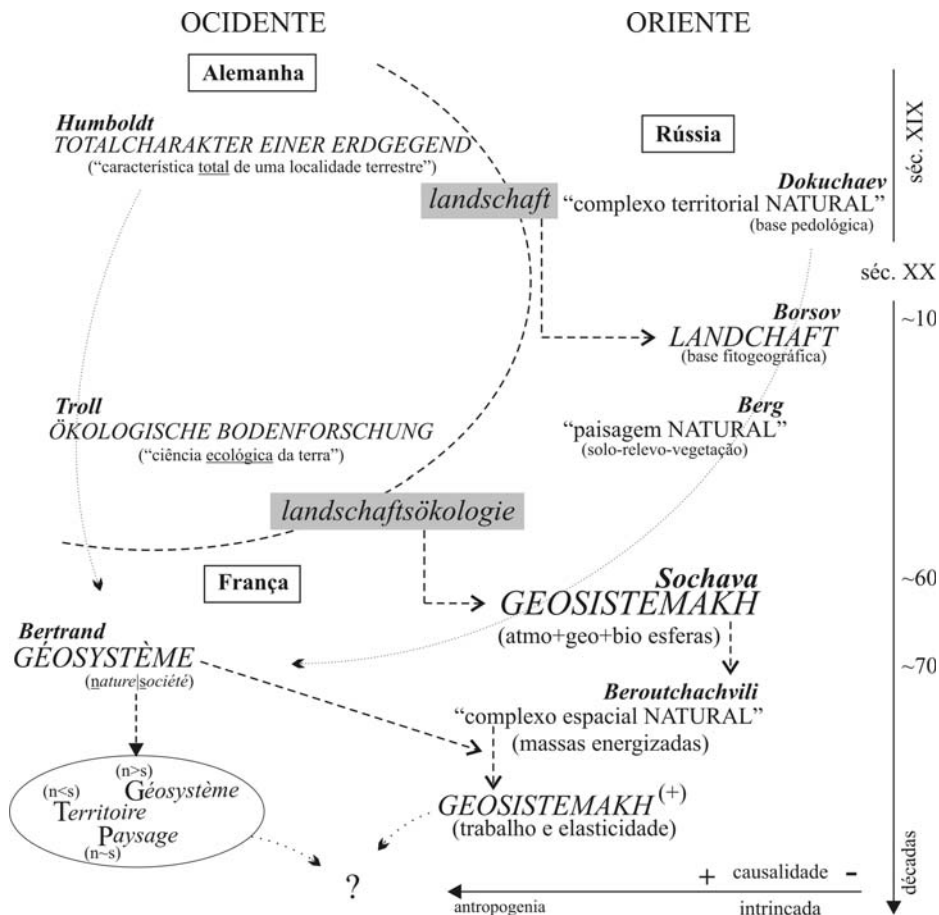 OCIDENTE
ORIENTE
Alemanha
Humboldt
TOTALCHARAKTER EINER ERDGEGEND
(“característica total de uma localidade terrestre”)
Rússia
séc. XIX
Dokuchaev
landschaft
“complexo territorial NATURAL”
(base pedológica)
séc. XX
~10
Borsov
LANDCHAFT
(base fitogeográfica)
Troll
ÖKOLOGISCHE BODENFORSCHUNG
(“ciência ecológica da terra”)
Berg
“paisagem NATURAL”
(solo-relevo-vegetação)
landschaftsökologie
França
~60
Sochava
GEOSISTEMAKH
(atmo+geo+bio esferas)
Bertrand
GÉOSYSTÈME
(nature|société)
~70
Beroutchachvili
“complexo espacial NATURAL”
(massas energizadas)
(n>s)
Géosystème
(n<s)
Territoire
Paysage
(n~s)
GEOSISTEMAKH(+)
(trabalho e elasticidade)
?
+ causalidade -
antropogenia
intrincada
décadas